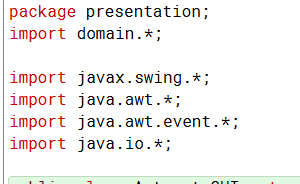 package presentation;
import domain.*;
import javax.swing.*;
import java.awt.*;
import java.awt.event.*;
import java.io.*;